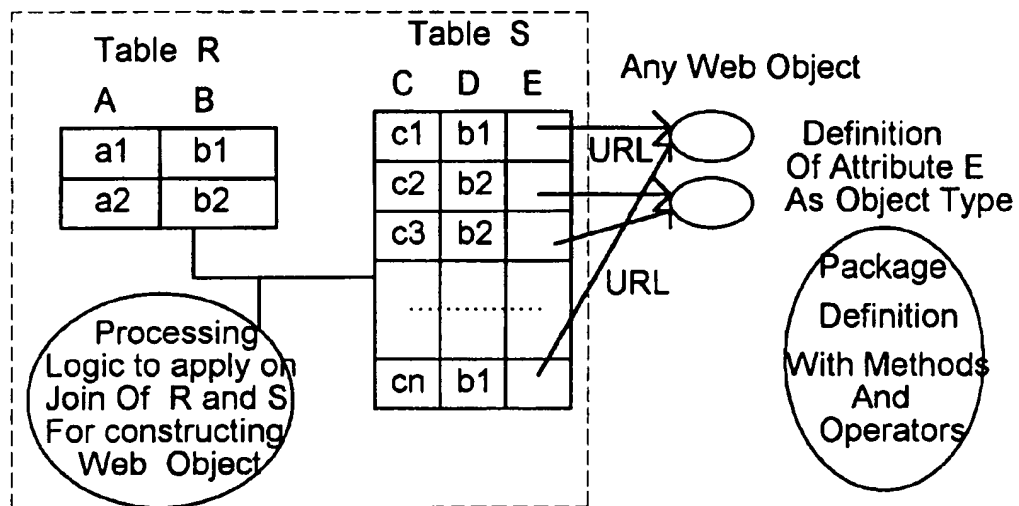 Table R
A B
a1 b1
a2 b2
Table S
C D E
c1 b1
c2 b2
c3 b2
............
cn b1
Any Web Object
URL
URL
Definition
Of Attribute E
As Object Type
Package
Definition
With Methods
And
Operators
Processing
Logic to apply on
Join Of R and S
For constructing
Web Object